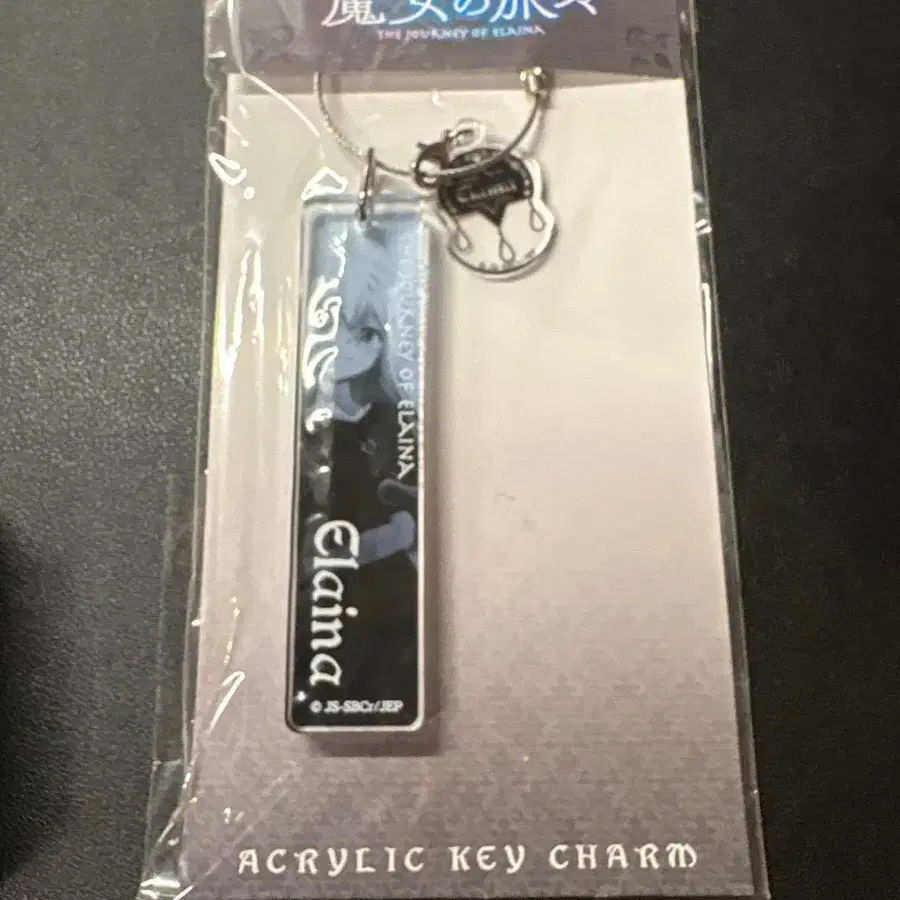 魔女の旅々
THE JOURNEY OF ELAINA
THE JOURNEY OF ELAINA
Elaina
© JS-SBCr/JEP
ACRYLIC KEY CHARM